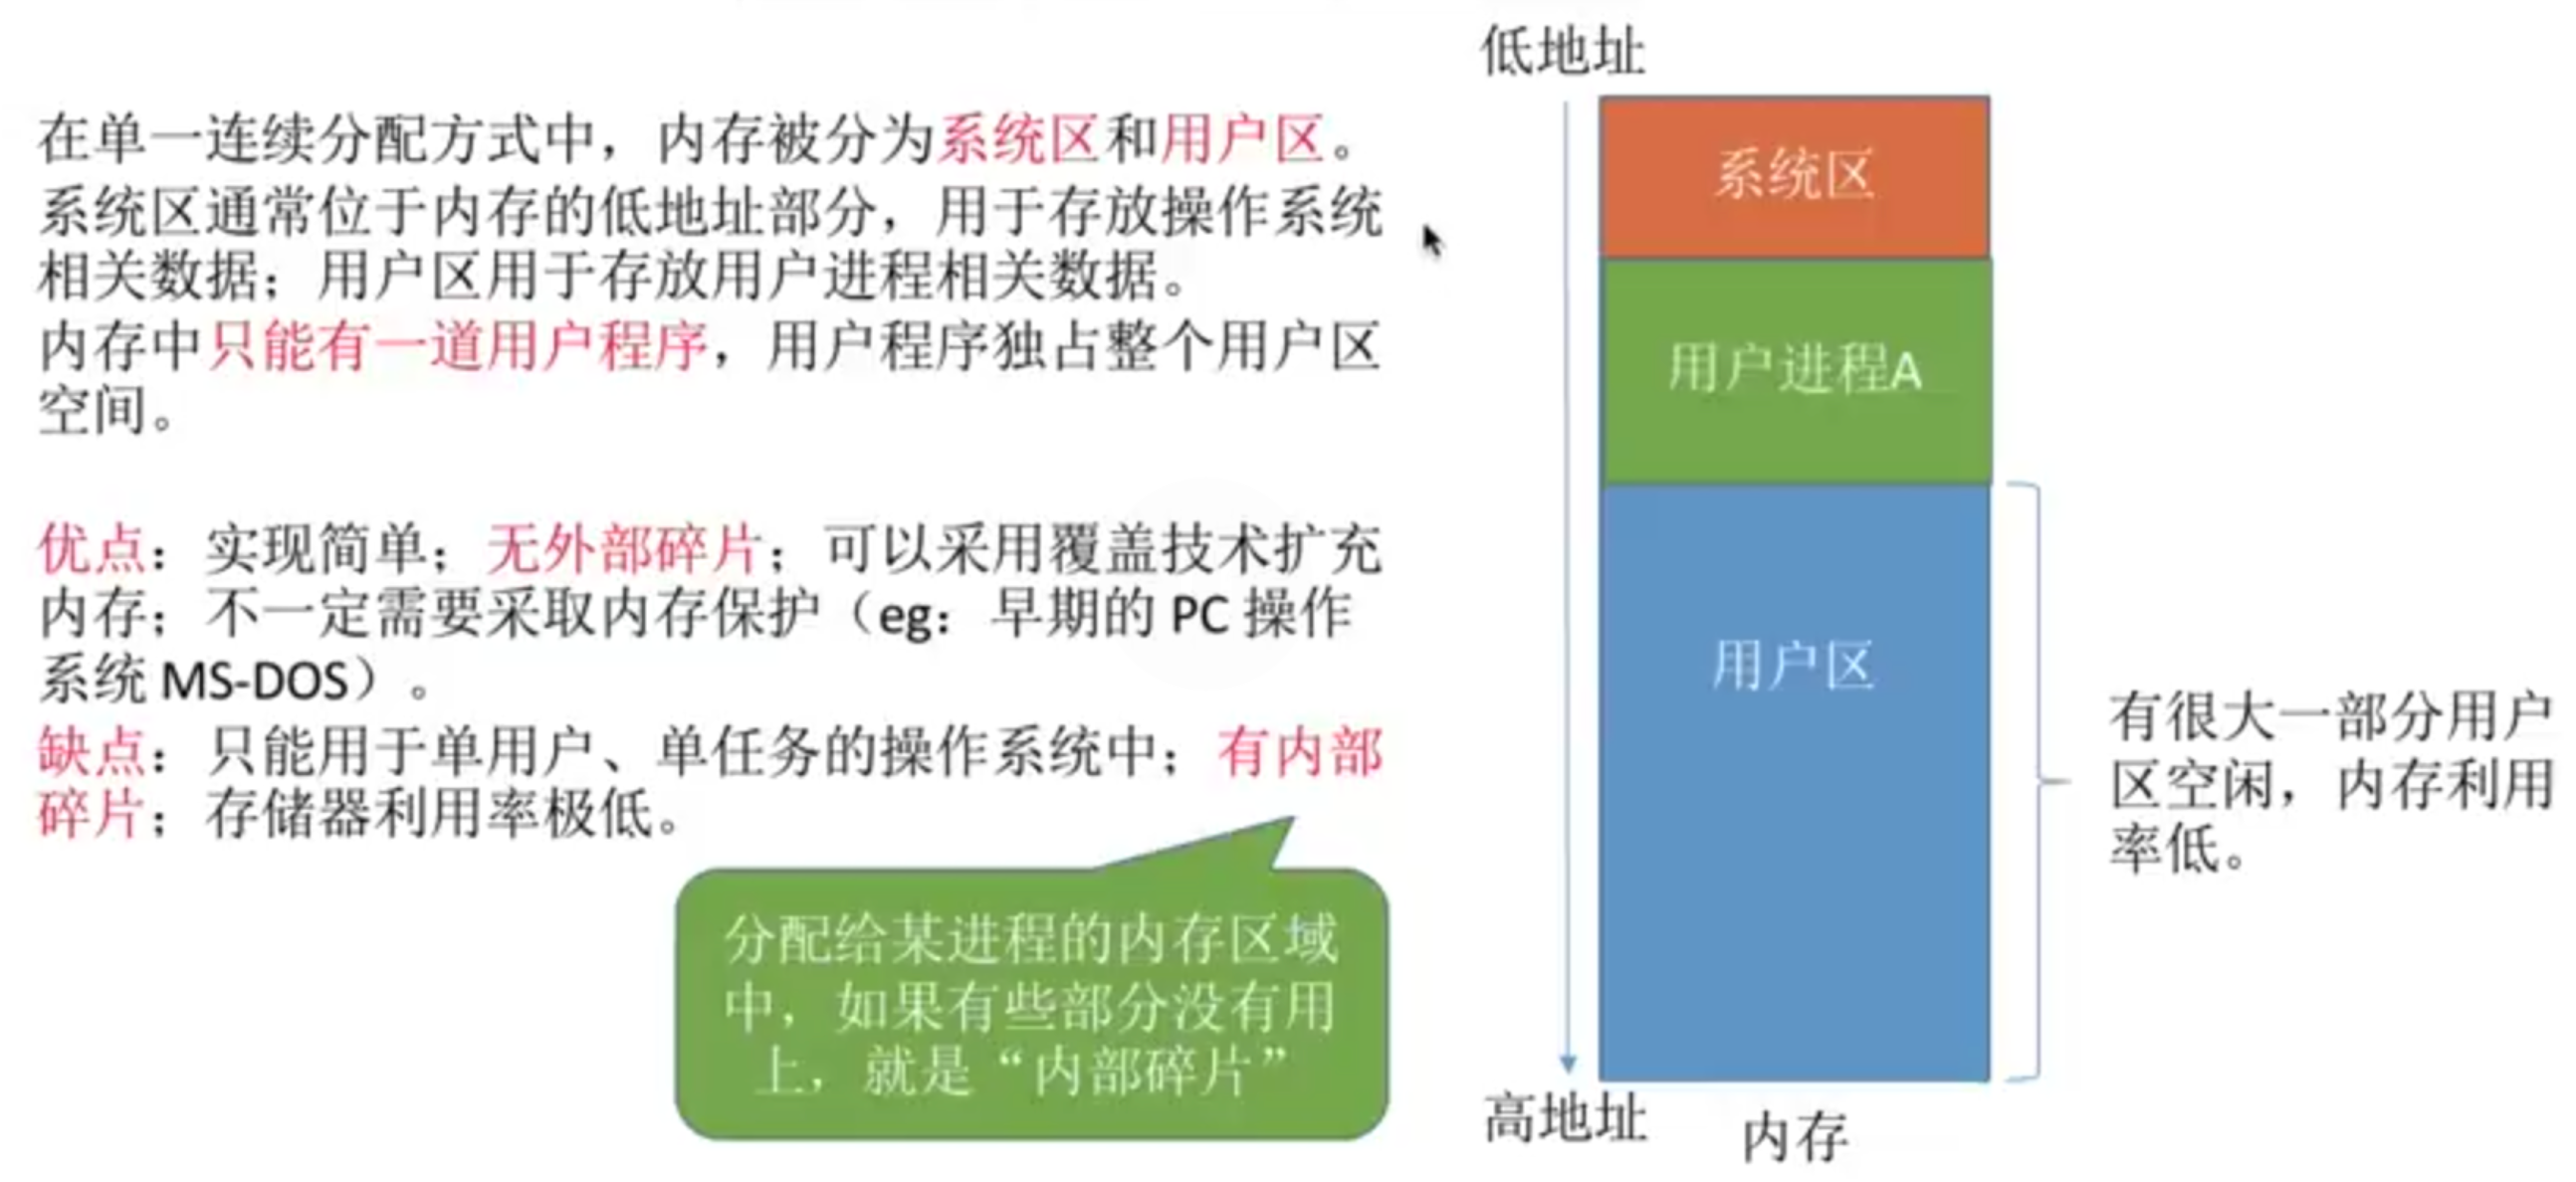 在单一连续分配方式中，内存被分为系统区和用户区。
系统区通常位于内存的低地址部分，用于存放操作系统
相关数据；用户区用于存放用户进程相关数据。
内存中只能有一道用户程序，用户程序独占整个用户区
空间。
优点：实现简单；无外部碎片；可以采用覆盖技术扩充
内存；不一定需要采取内存保护（eg：早期的 PC 操作
系统 MS-DOS）。
缺点：只能用于单用户、单任务的操作系统中；有内部
碎片；存储器利用率极低。
分配给某进程的内存区域
中，如果有些部分没有用
上，就是“内部碎片”
低地址
系统区
用户进程A
用户区
高地址
内存
有很大一部分用户
区空闲，内存利用
率低。